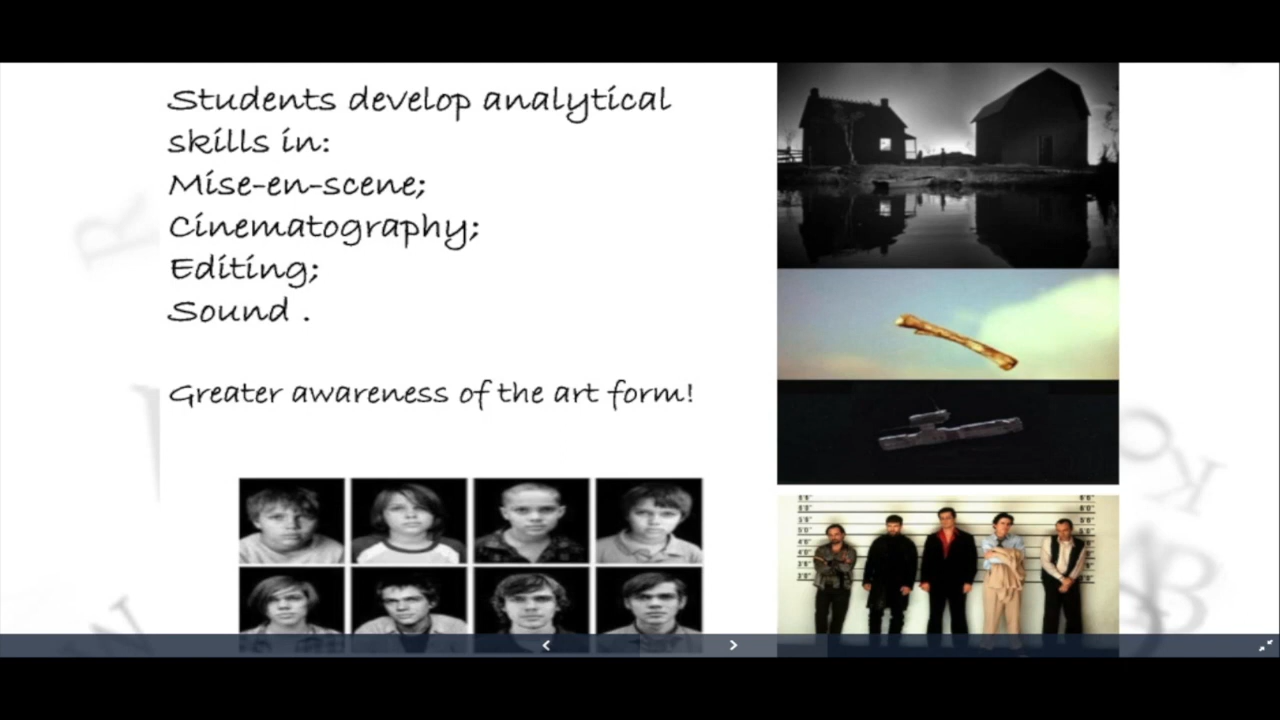 Students develop analytical
skills in:
Mise-en-scene;
Cinematography;
Editing;
Sound .
Greater awareness of the art form!